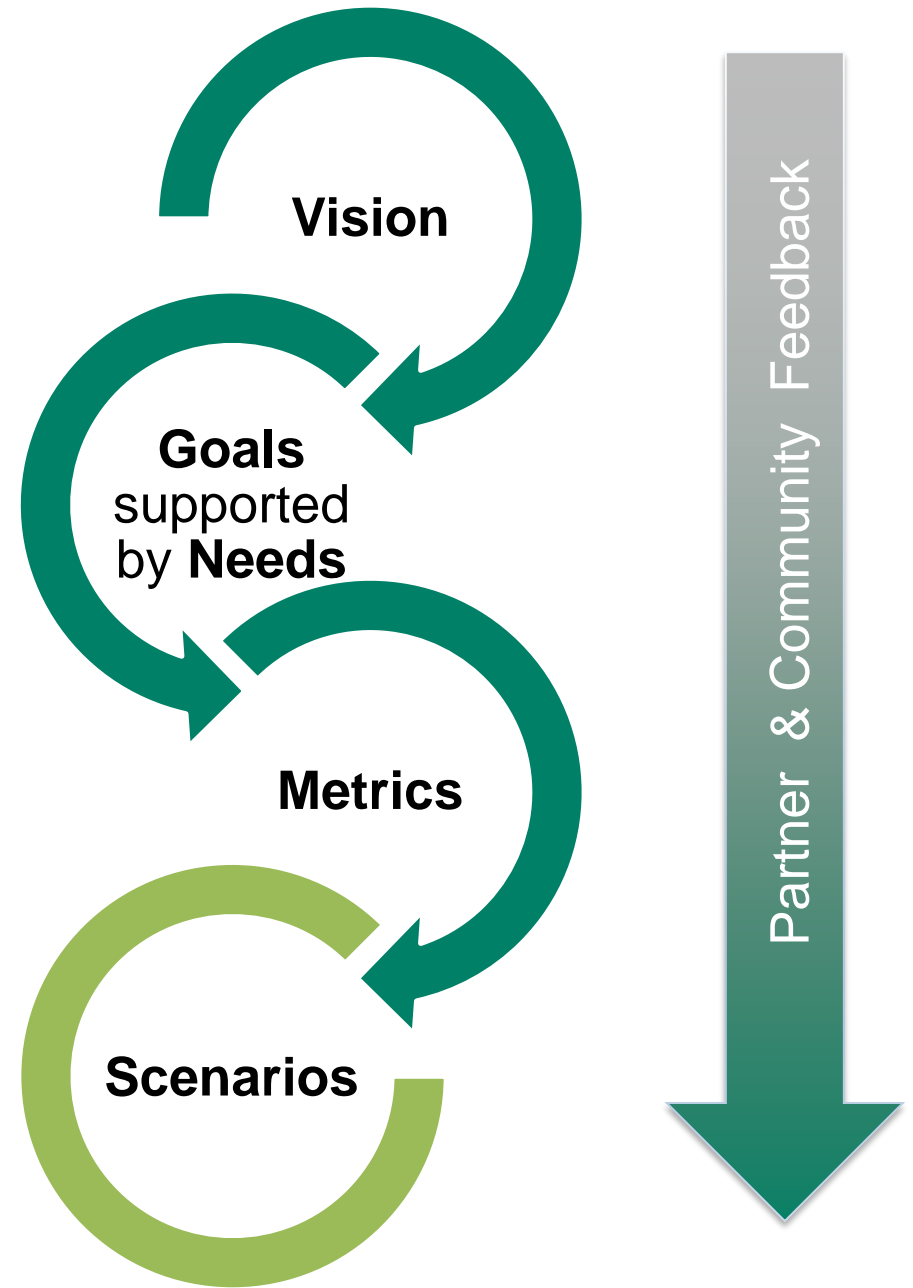 Vision
Goals
supported
by Needs
Metrics
Scenarios
Partner & Community Feedback